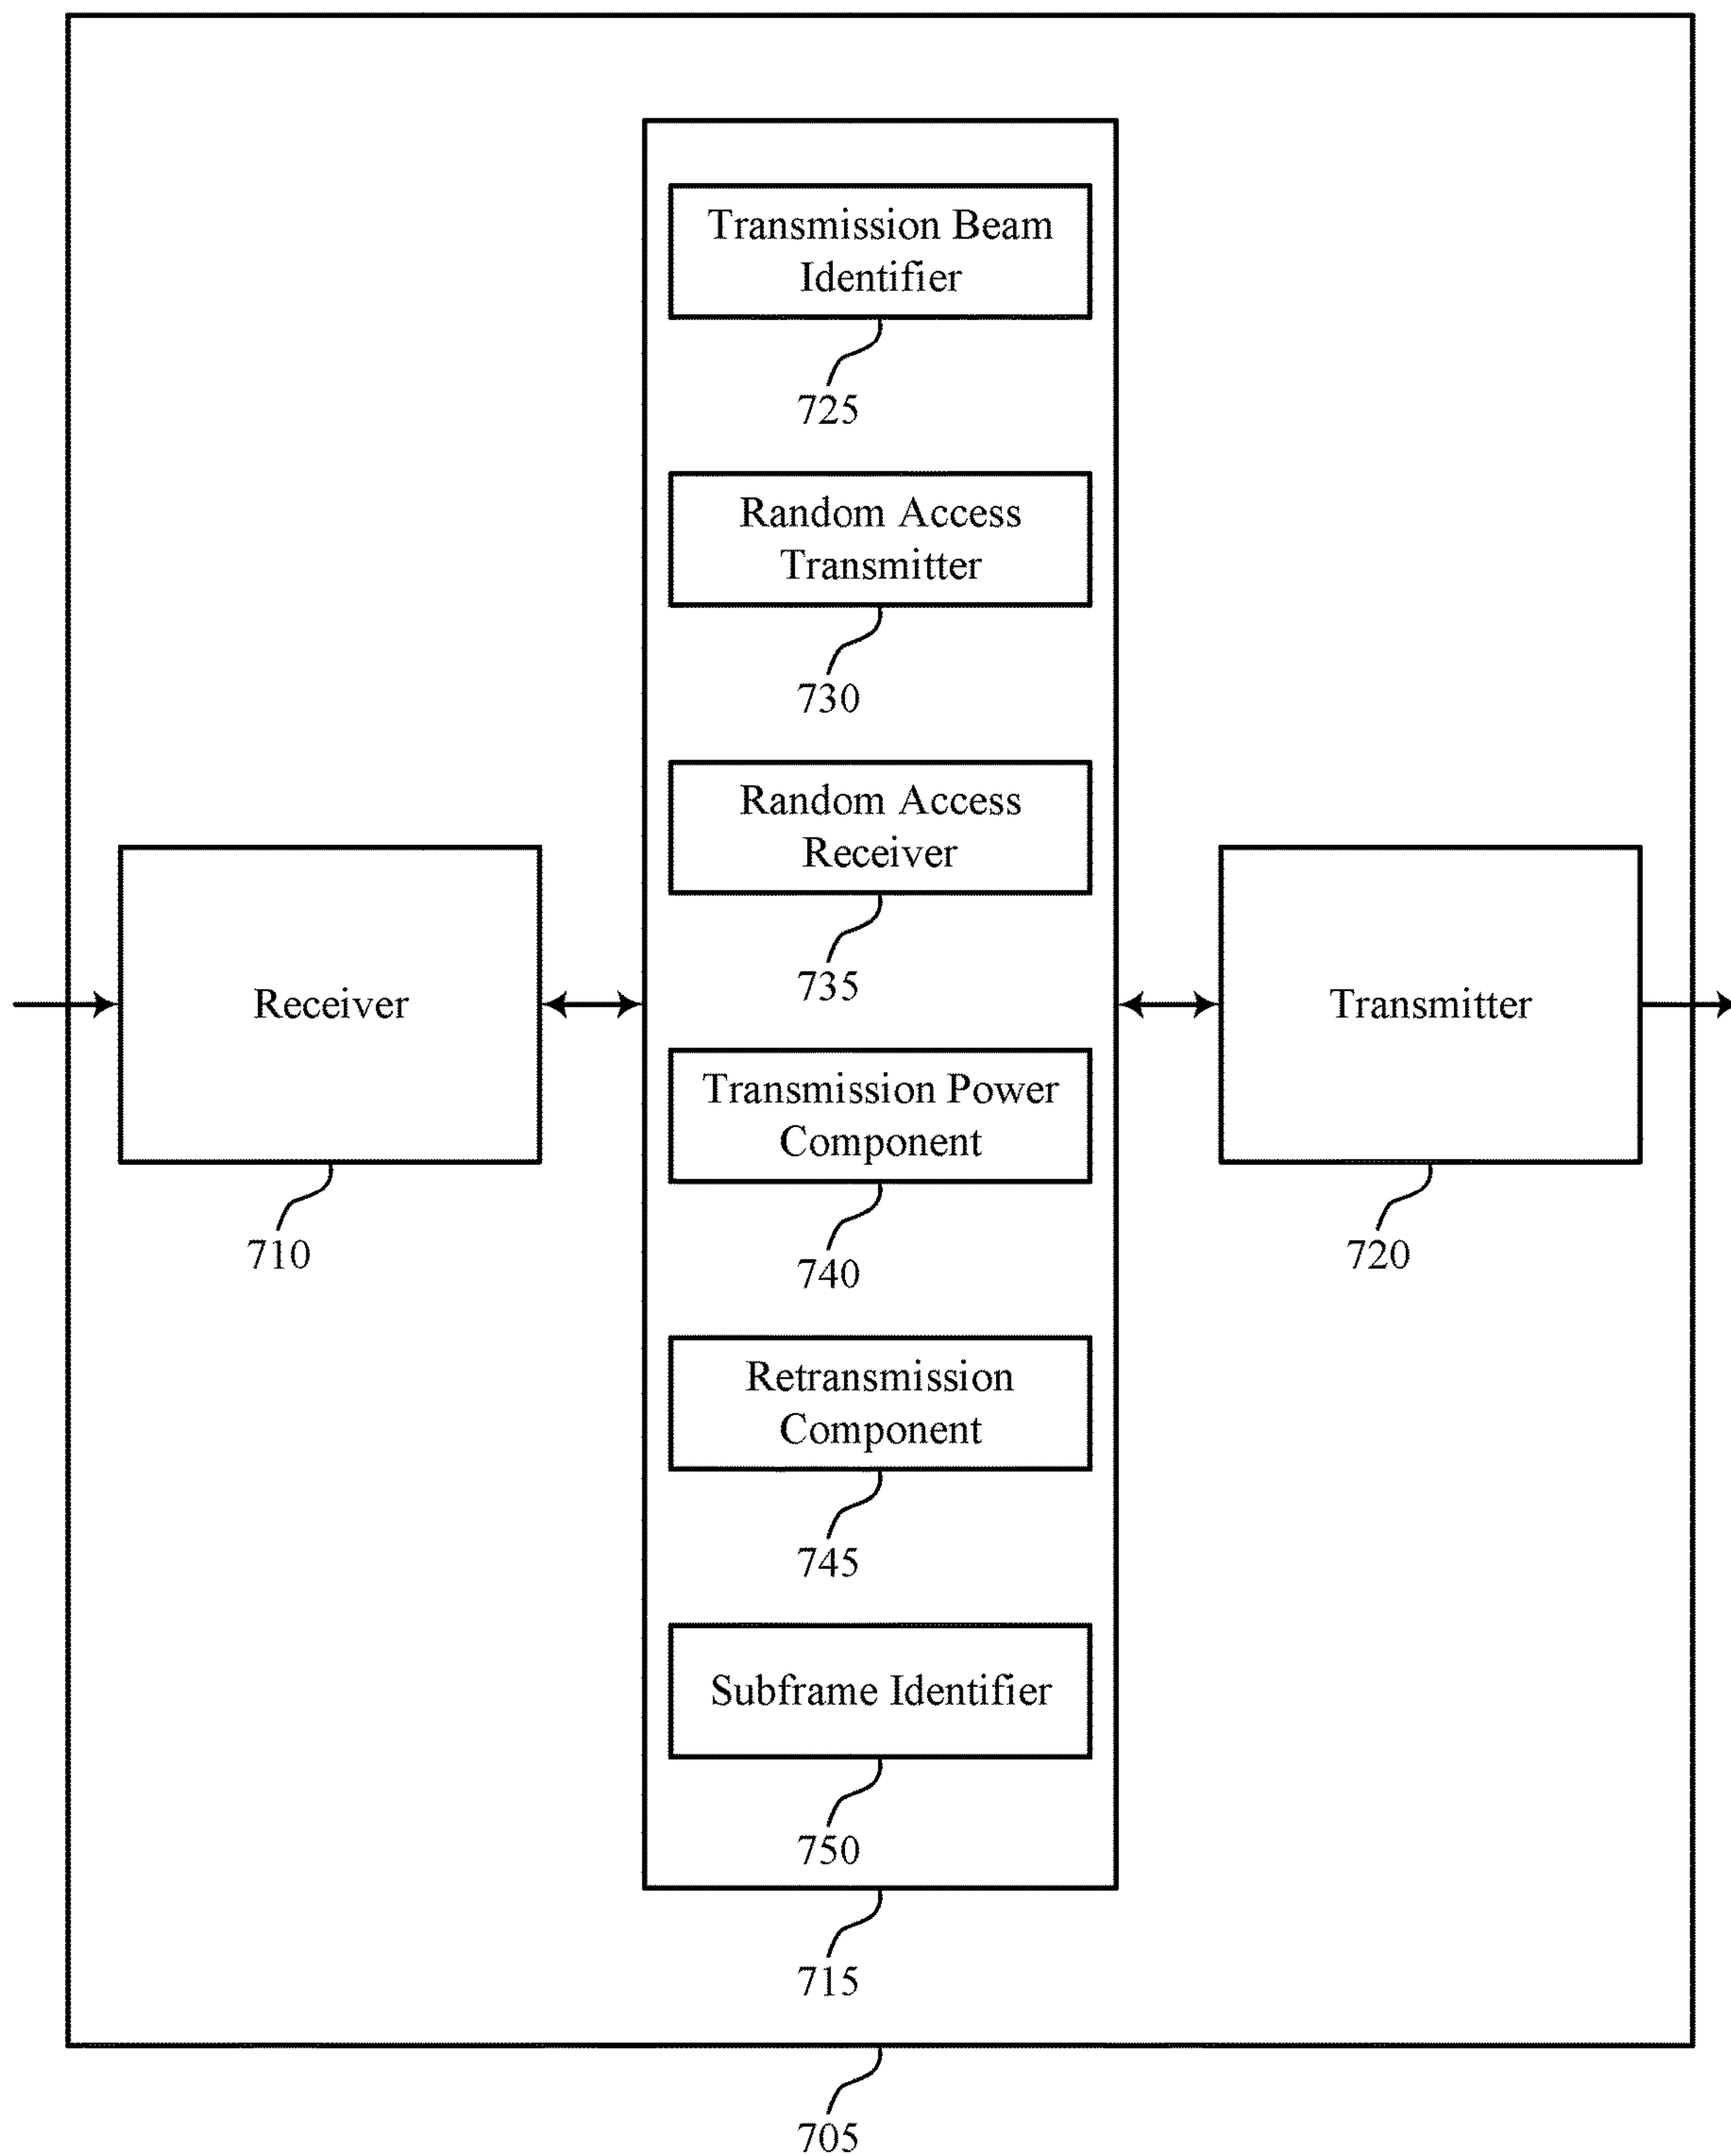 Transmission Beam
Identifier
725
Random Access
Transmitter
730
Random Access
Receiver
735
Receiver
710
Transmission Power
Component
740
Transmitter
720
Retransmission
Component
745
Subframe Identifier
750
715
705